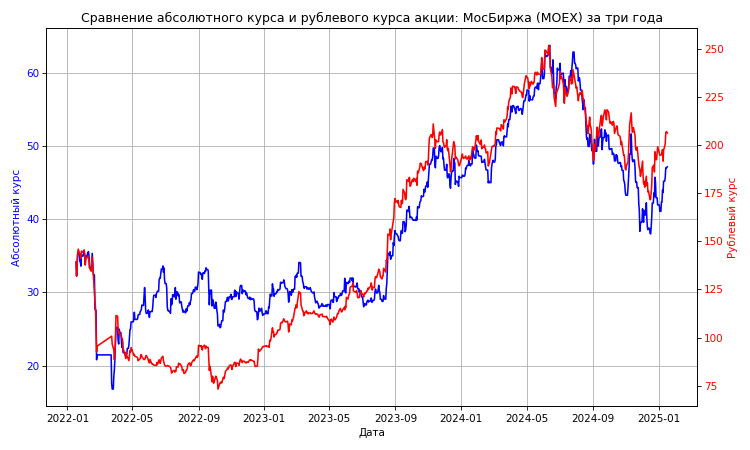 Сравнение абсолютного курса и рублевого курса акции: МосБиржа (MOEX) за три года
Абсолютный курс
60
50
40
30
20
250
225
200
175
150
125
100
75
Рублевый курс
2022-01 2022-05 2022-09 2023-01 2023-05 2023-09 2024-01 2024-05 2024-09 2025-01
Дата